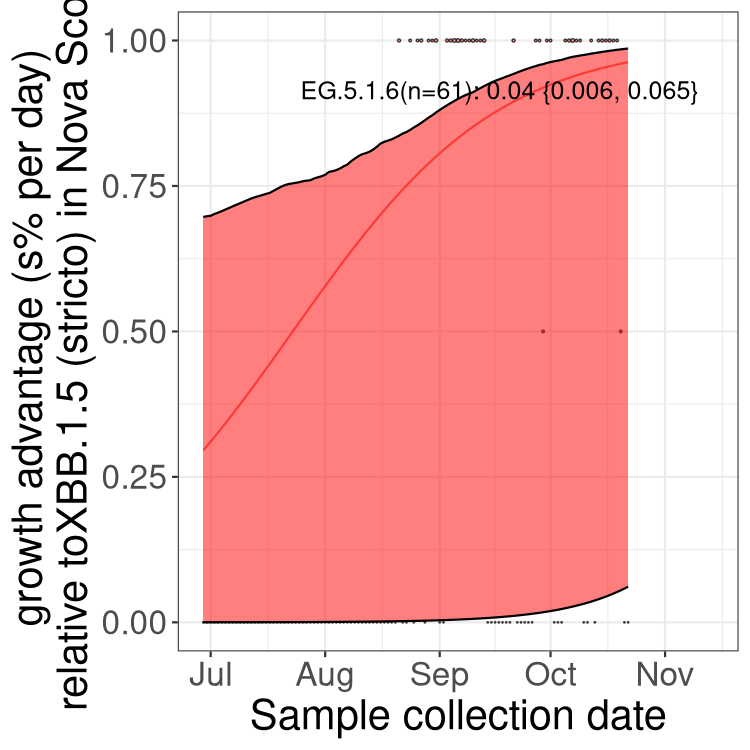 growth advantage (s% per day)
relative toXBB.1.5 (stricto) in Nova Sco
1.00
0.75
0.50
0.25
0.00
EG.5.1.6(n=61): 0.04 {0.006, 0.065}
Jul Aug Sep Oct Nov
Sample collection date